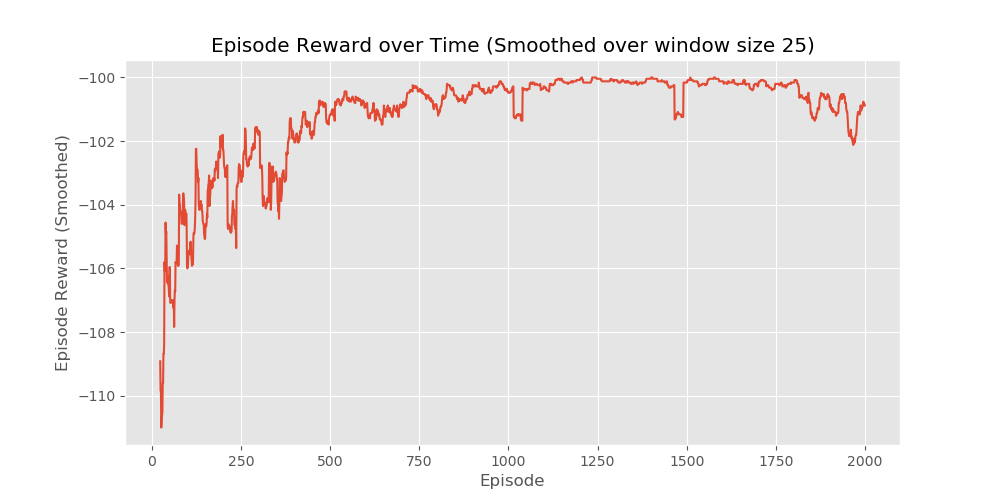 Episode Reward over Time (Smoothed over window size 25)
Episode Reward (Smoothed)
−100
−102
−104
−106
−108
−110
0 250 500 750 1000 1250 1500 1750 2000
Episode